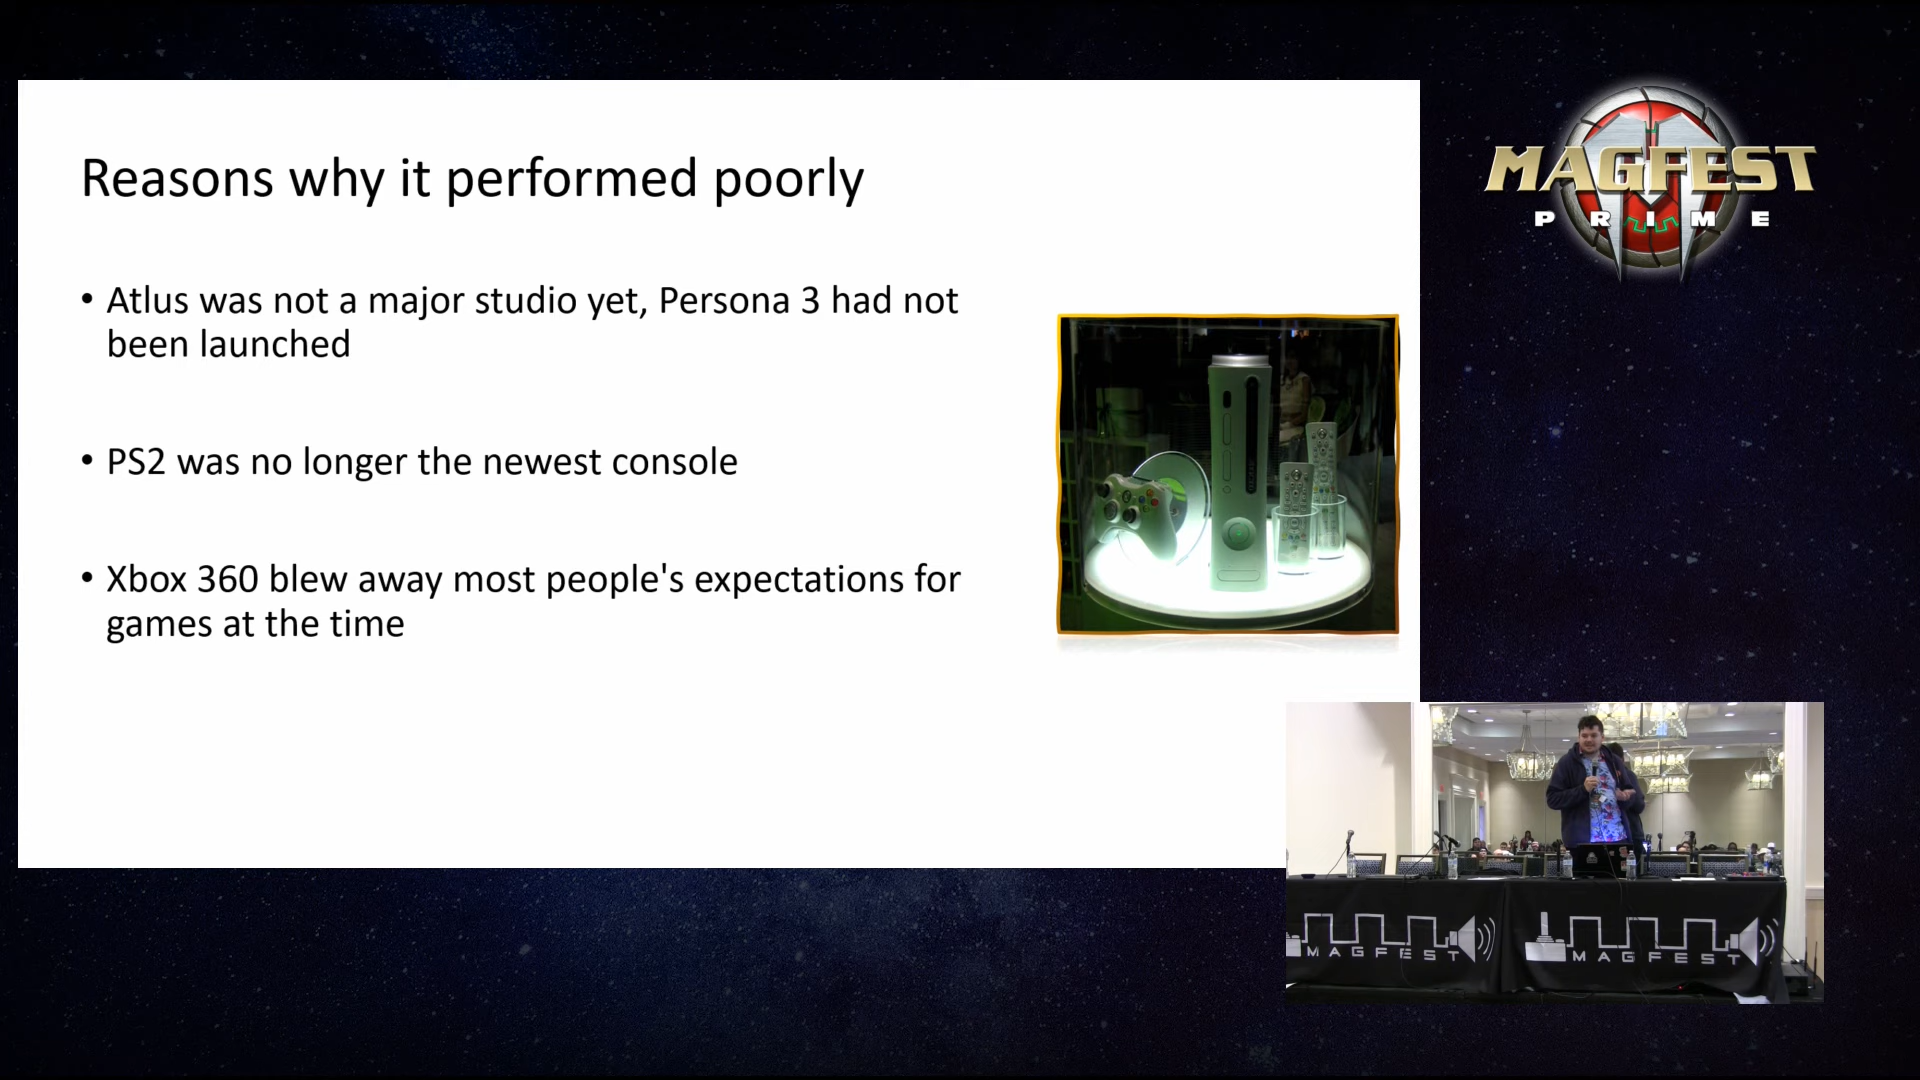 Reasons why it performed poorly
• Atlus was not a major studio yet, Persona 3 had not
been launched
• PS2 was no longer the newest console
• Xbox 360 blew away most people's expectations for
games at the time
MAGFEST
PRIME
MAGFEST
MAGFEST